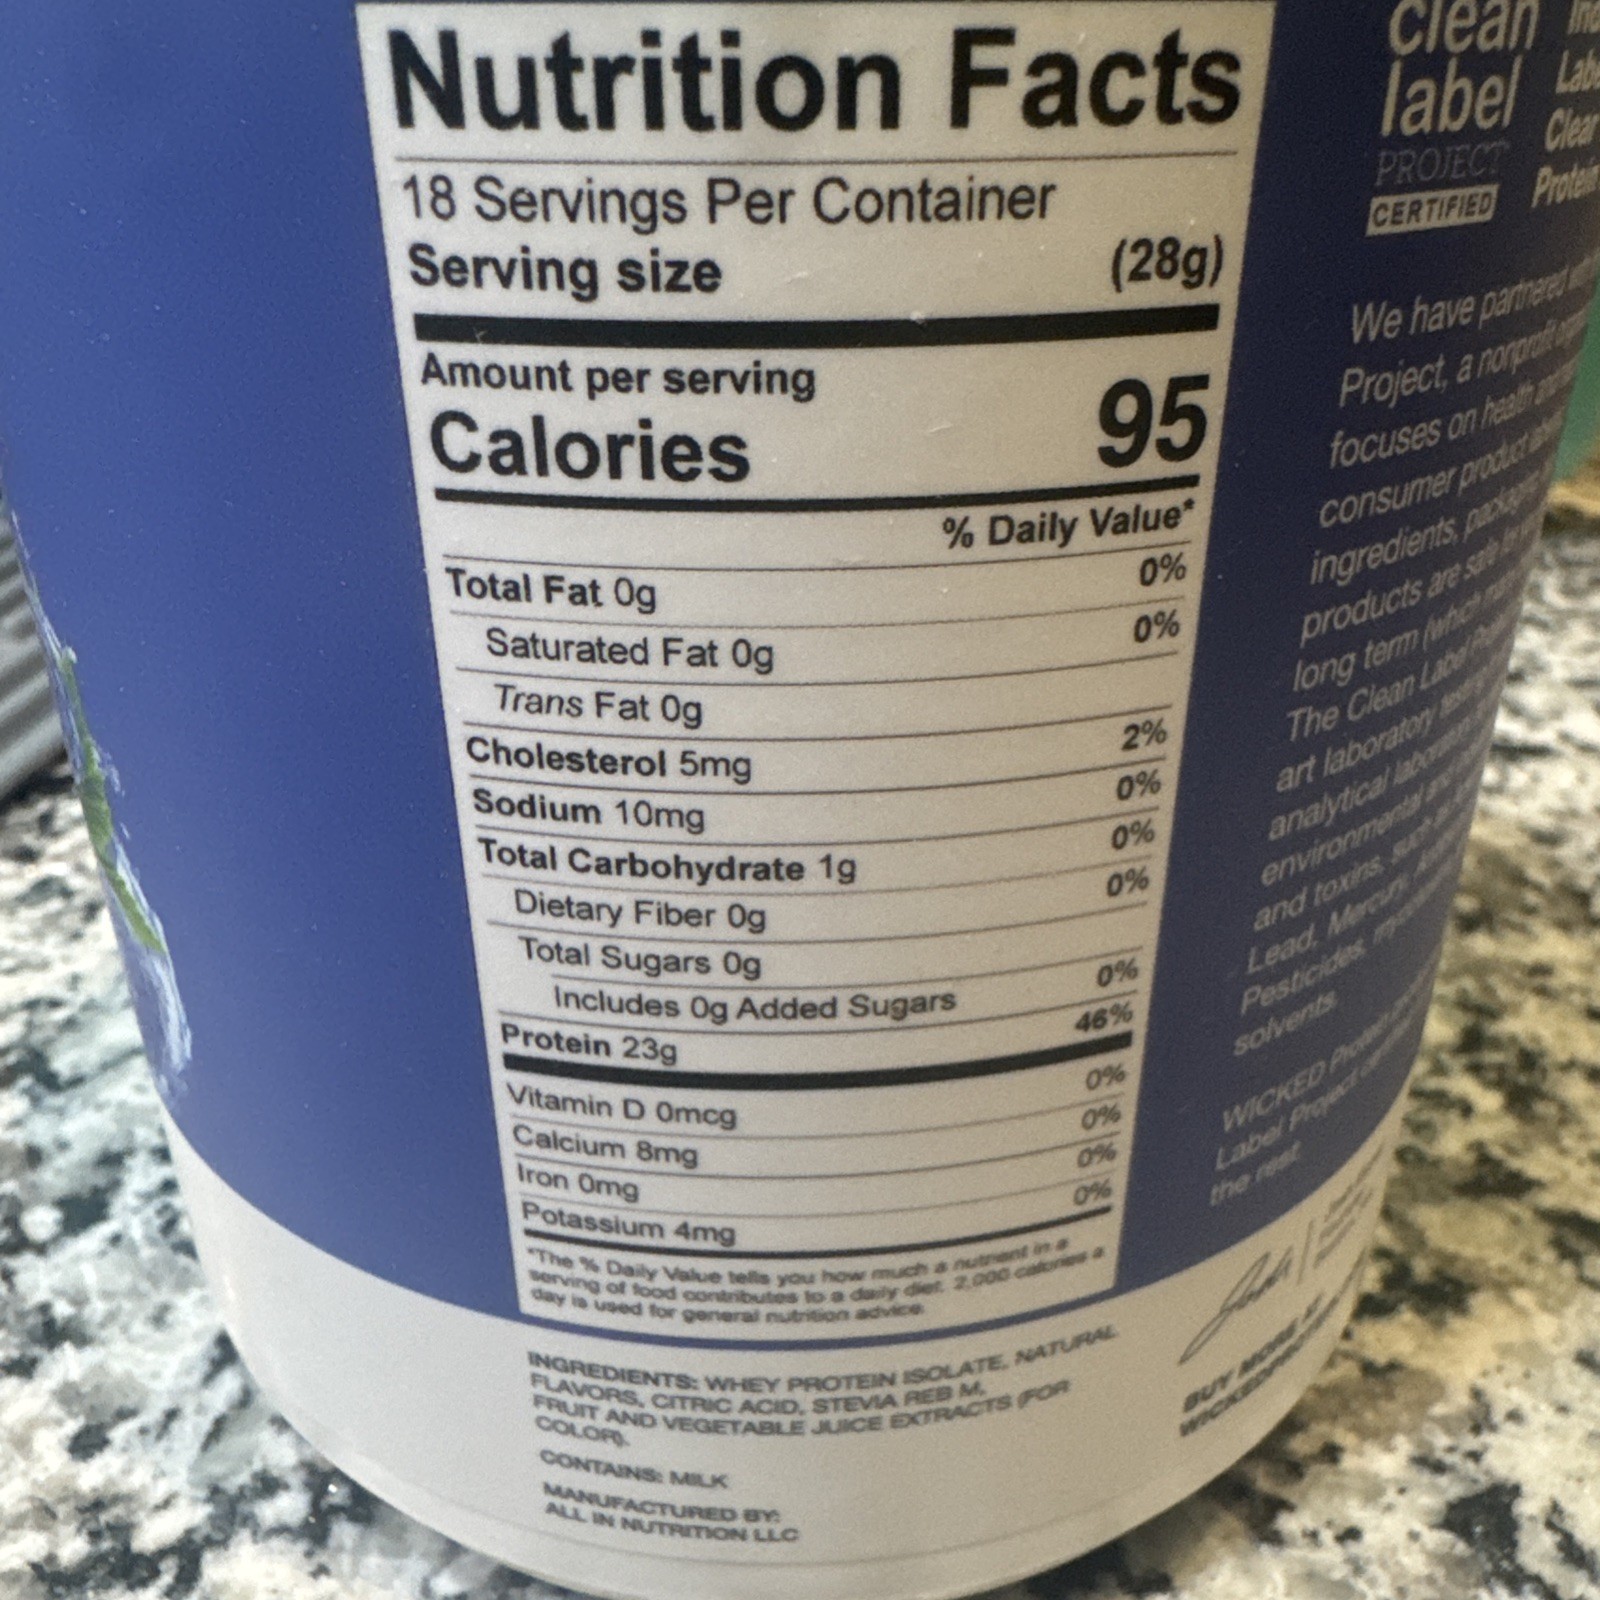 Nutrition Facts
18 Servings Per Container
Serving size (28g)
Amount per serving
Calories 95
% Daily Value*
Total Fat 0g 0%
Saturated Fat 0g 0%
Trans Fat 0g
Cholesterol 5mg 2%
Sodium 10mg 0%
Total Carbohydrate 1g 0%
Dietary Fiber 0g 0%
Total Sugars 0g
Includes 0g Added Sugars 0%
Protein 23g 46%
Vitamin D 0mcg 0%
Calcium 8mg 0%
Iron 0mg 0%
Potassium 4mg 0%
*The % Daily Value tells you how much a nutrient in a
serving of food contributes to a daily diet. 2,000 calories a
day is used for general nutrition advice.
INGREDIENTS: WHEY PROTEIN ISOLATE, NATURAL
FLAVORS, CITRIC ACID, STEVIA REB M,
FRUIT AND VEGETABLE JUICE EXTRACTS (FOR
COLOR).
CONTAINS: MILK
MANUFACTURED BY:
ALL IN NUTRITION LLC
clean
label
PROJECT
CERTIFIED
Clear
Protein
We have partnered
Project, a nonprofit
focuses on health
consumer product
ingredients,
products are safe
long term (which
The Clean Label
art laboratory
analytical
environmental
and toxins, such
Lead, Mercury,
Pesticides,
solvents.
WICKED Protein
Label Project
the rest.
BUY MORE